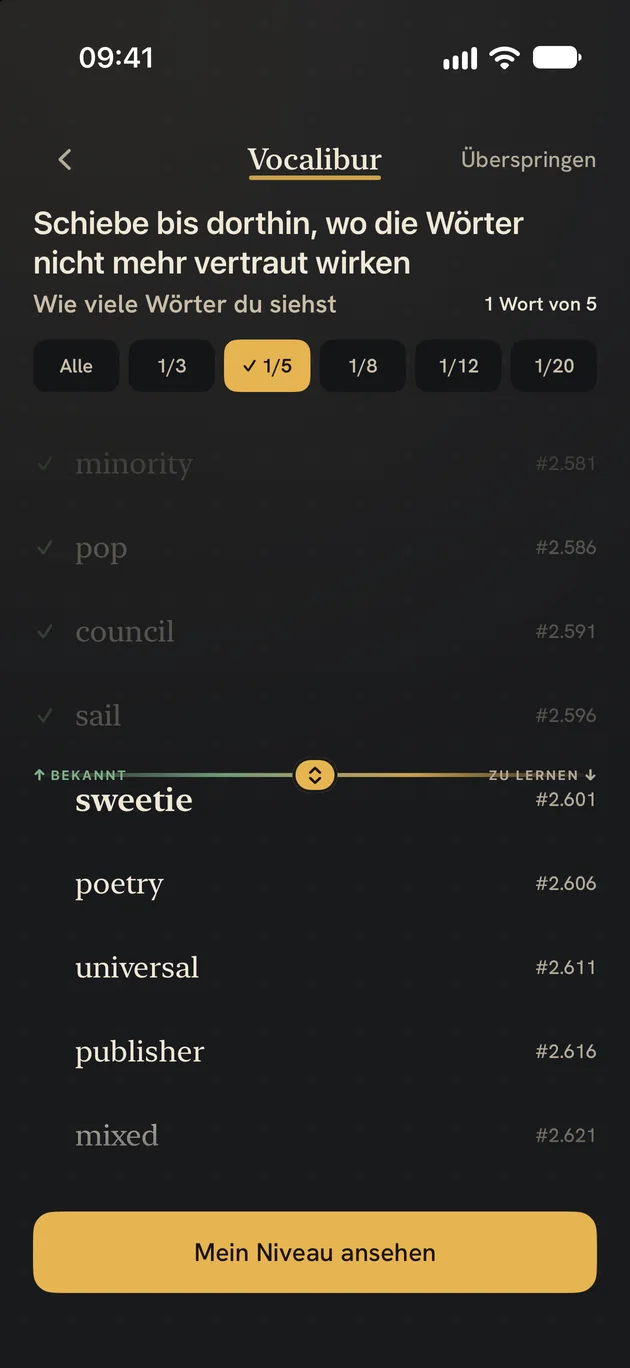 09:41
Vocalibur
Überspringen
Schiebe bis dorthin, wo die Wörter
nicht mehr vertraut wirken
Wie viele Wörter du siehst
1 Wort von 5
Alle
1/3
✓ 1/5
1/8
1/12
1/20
✓ minority #2.581
✓ pop #2.586
✓ council #2.591
✓ sail #2.596
↑ BEKANNT
ZU LERNEN ↓
sweetie #2.601
poetry #2.606
universal #2.611
publisher #2.616
mixed #2.621
Mein Niveau ansehen